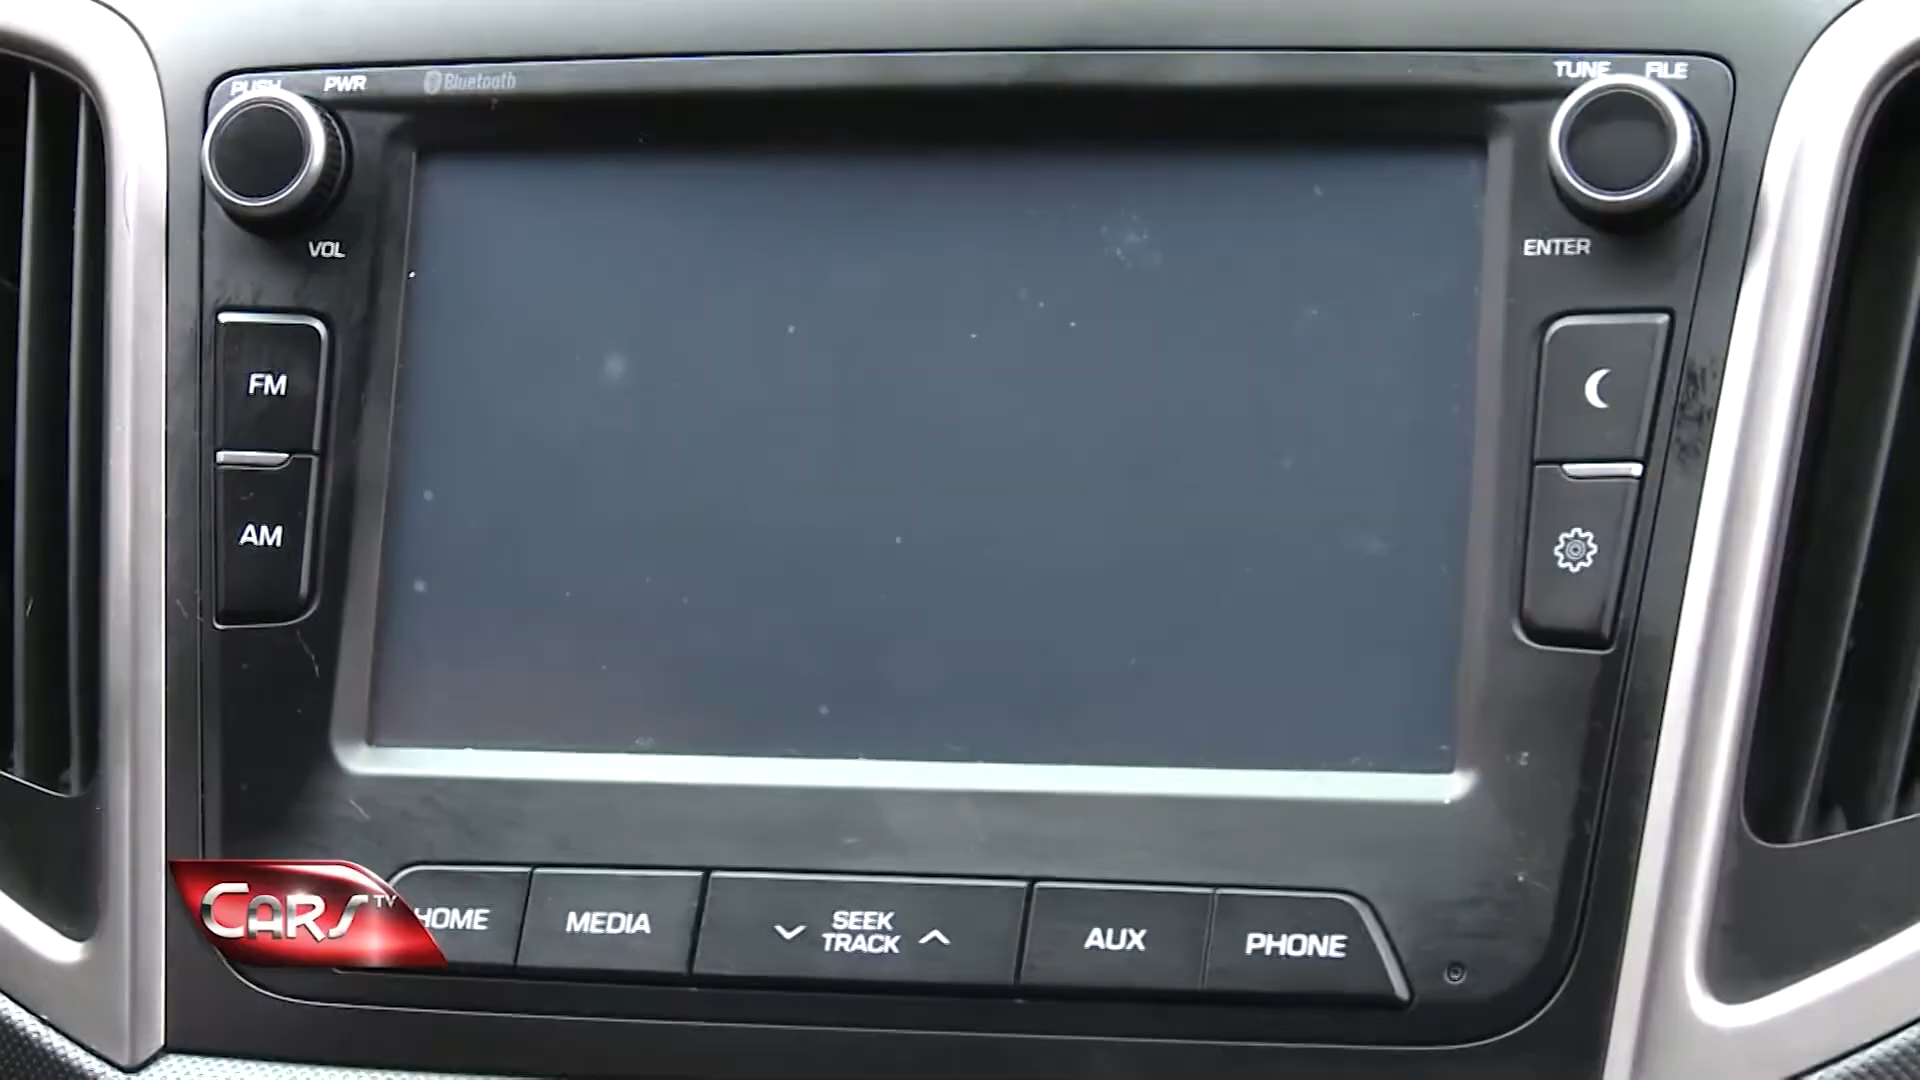 PUSH PWR
Bluetooth
TUNE FILE
VOL
ENTER
FM
AM
CARS TV
HOME
MEDIA
SEEK
TRACK
AUX
PHONE